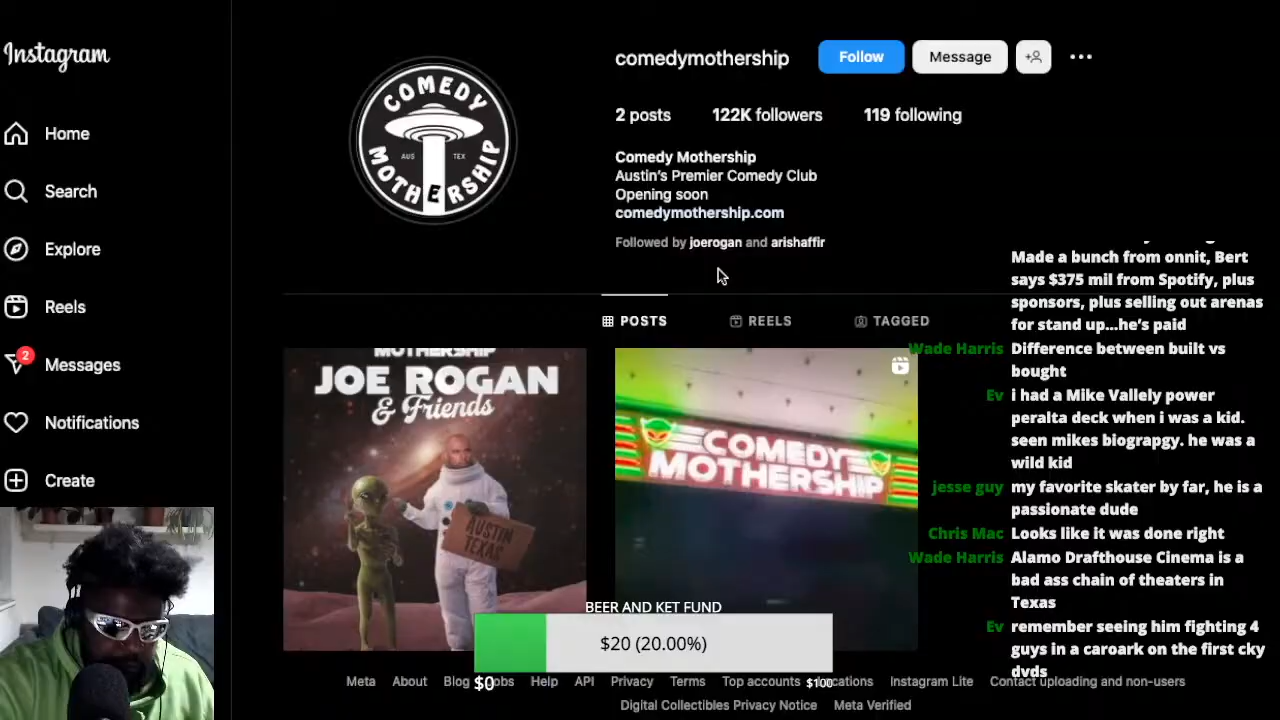 Instagram
Home
Search
Explore
Reels
2
Messages
Notifications
Create
COMEDY
AUS TEX
MOTHERSHIP
comedymothership
Follow
Message
2 posts 122K followers 119 following
Comedy Mothership
Austin's Premier Comedy Club
Opening soon
comedymothership.com
Followed by joerogan and arishaffir
POSTS
REELS
TAGGED
MOTHERSHIP
JOE ROGAN
& Friends
AUSTIN
TEXAS
COMEDY
MOTHERSHIP
Made a bunch from onnit, Bert
says $375 mil from Spotify, plus
sponsors, plus selling out arenas
for stand up...he's paid
Wade Harris Difference between built vs
bought
Ev i had a Mike Vallely power
peralta deck when i was a kid.
seen mikes biograpgy. he was a
wild kid
jesse guy my favorite skater by far, he is a
passionate dude
Chris Mac Looks like it was done right
Wade Harris Alamo Drafthouse Cinema is a
bad ass chain of theaters in
Texas
Ev remember seeing him fighting 4
guys in a caroark on the first cky
dvds
BEER AND KET FUND
$20 (20.00%)
$0
$100
Meta About Blog Jobs Help API Privacy Terms Top accounts Locations Instagram Lite Contact uploading and non-users
Digital Collectibles Privacy Notice Meta Verified